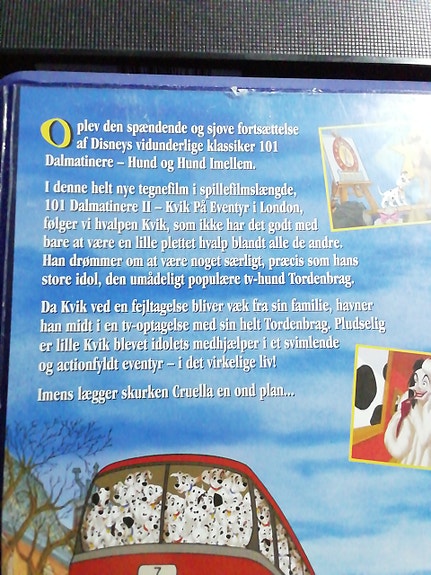 Oplev den spændende og sjove fortsættelse
af Disneys vidunderlige klassiker 101
Dalmatinere – Hund og Hund Imellem.
I denne helt nye tegnefilm i spillefilmslængde,
101 Dalmatinere II – Kvik På Eventyr i London,
følger vi hvalpen Kvik, som ikke har det godt med
bare at være en lille plettet hvalp blandt alle de andre.
Han drømmer om at være noget særligt, præcis som hans
store idol, den umådeligt populære tv-hund Tordenbrag.
Da Kvik ved en fejltagelse bliver væk fra sin familie, havner
han midt i en tv-optagelse med sin helt Tordenbrag. Pludselig
er lille Kvik blevet idolets medhjælper i et svimlende
og actionfyldt eventyr – i det virkelige liv!
Imens lægger skurken Cruella en ond plan...
7